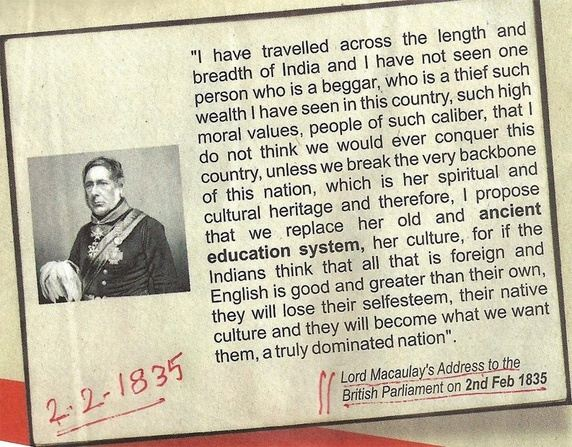 "I have travelled across the length and
breadth of India and I have not seen one
person who is a beggar, who is a thief such
wealth I have seen in this country, such high
moral values, people of such caliber, that I
do not think we would ever conquer this
country, unless we break the very backbone
of this nation, which is her spiritual and
cultural heritage and therefore, I propose
that we replace her old and ancient
education system, her culture, for if the
Indians think that all that is foreign and
English is good and greater than their own,
they will lose their selfesteem, their native
culture and they will become what we want
them, a truly dominated nation".
Lord Macaulay's Address to the
British Parliament on 2nd Feb 1835
2-2-1835